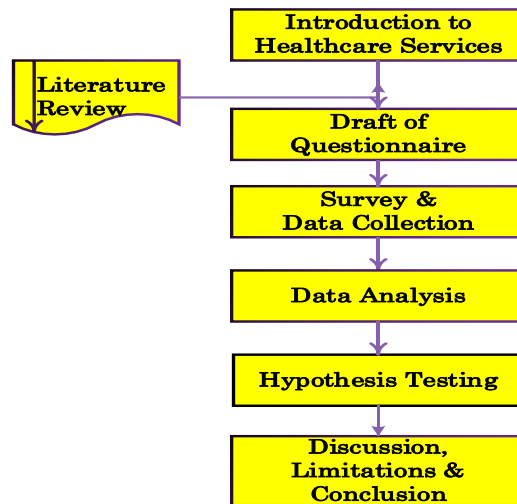 Introduction to
Healthcare Services
Literature
Review
Draft of
Questionnaire
Survey &
Data Collection
Data Analysis
Hypothesis Testing
Discussion,
Limitations &
Conclusion